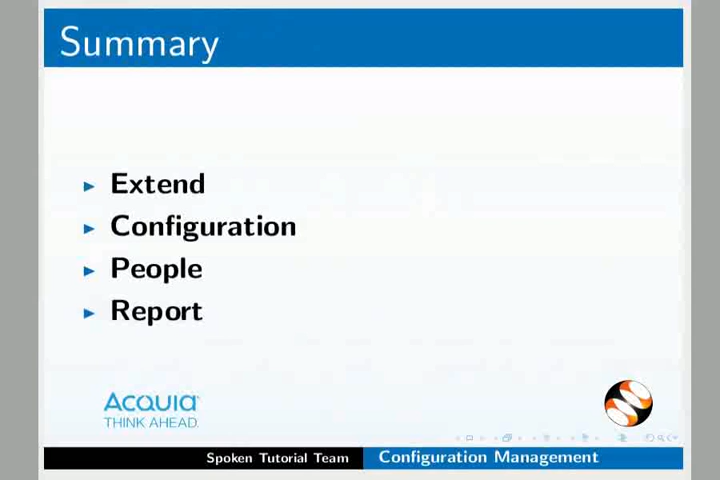 Summary
Extend
Configuration
People
Report
Acquia
THINK AHEAD.
Spoken Tutorial Team
Configuration Management